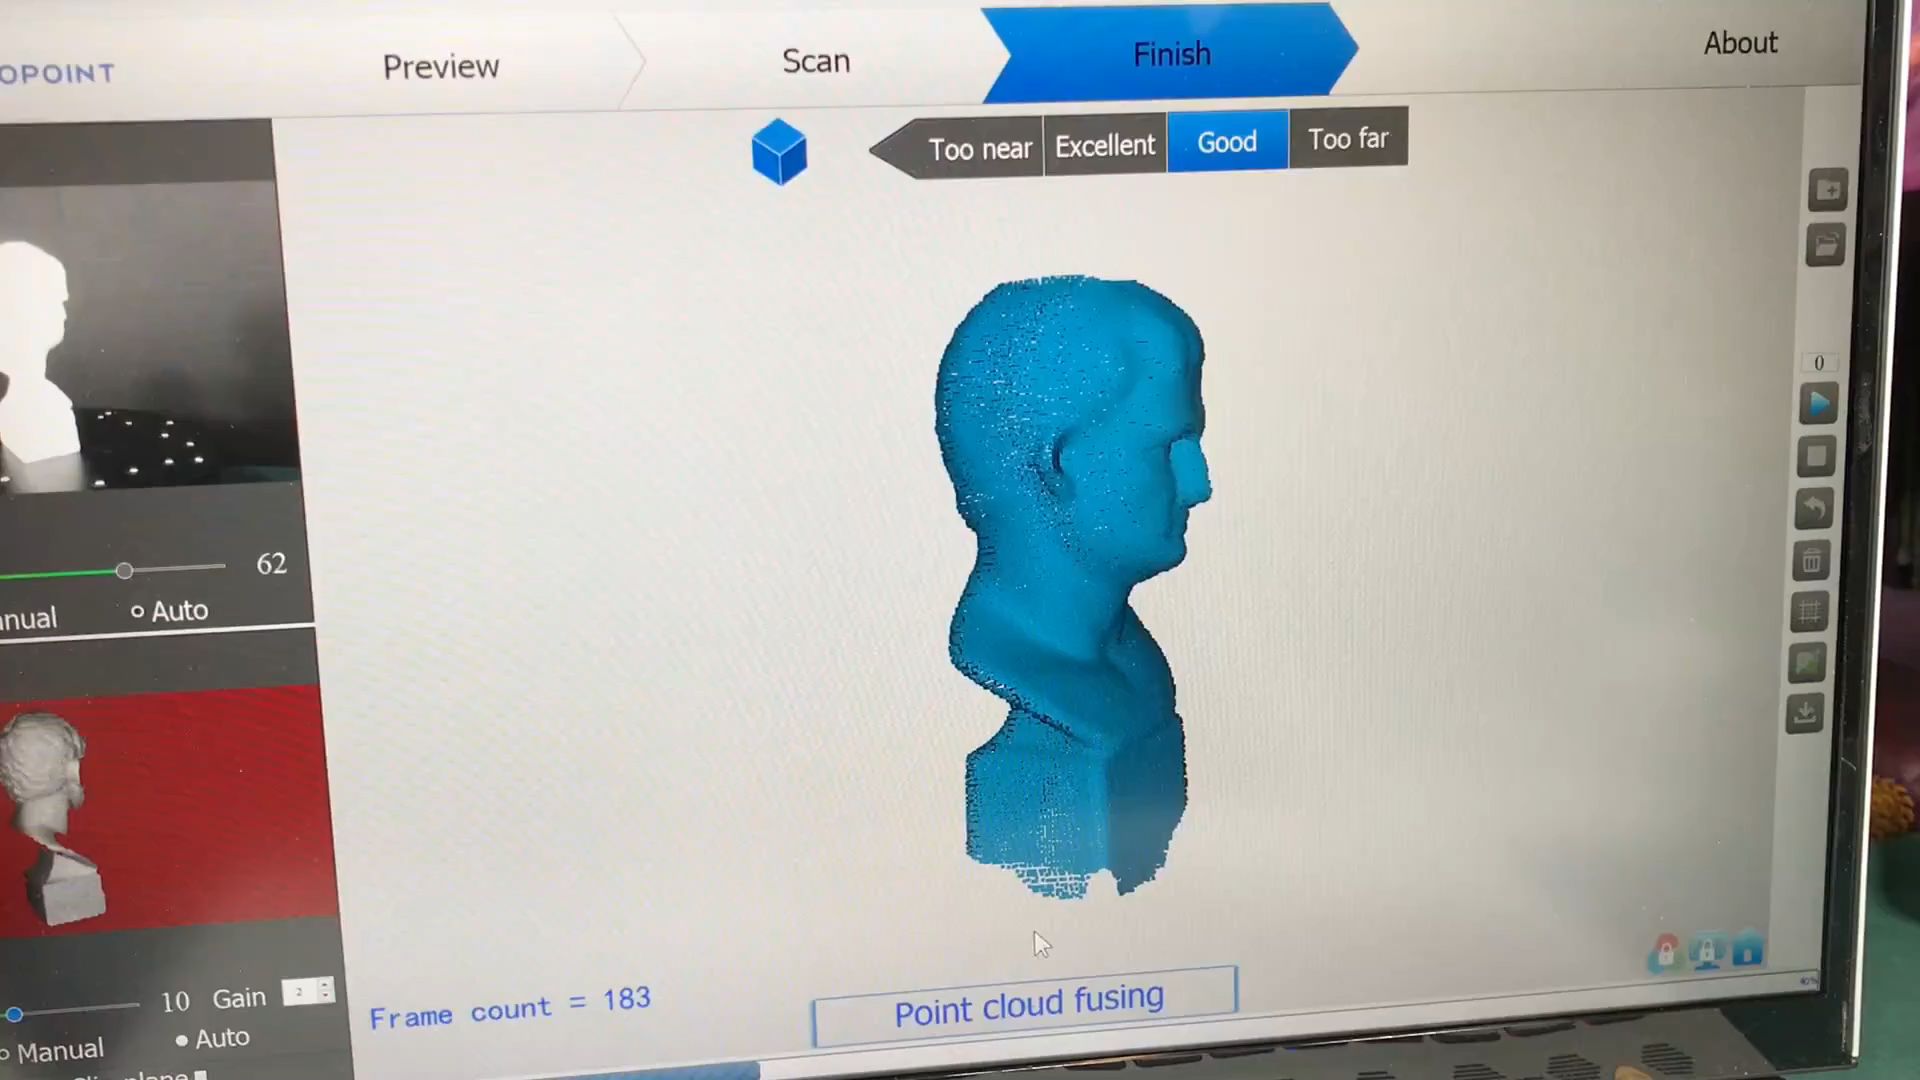 OPOINT
Preview
Scan
Finish
About
Too near
Excellent
Good
Too far
0
62
nual
Auto
10
Gain
2
Manual
Auto
Frame count = 183
Point cloud fusing